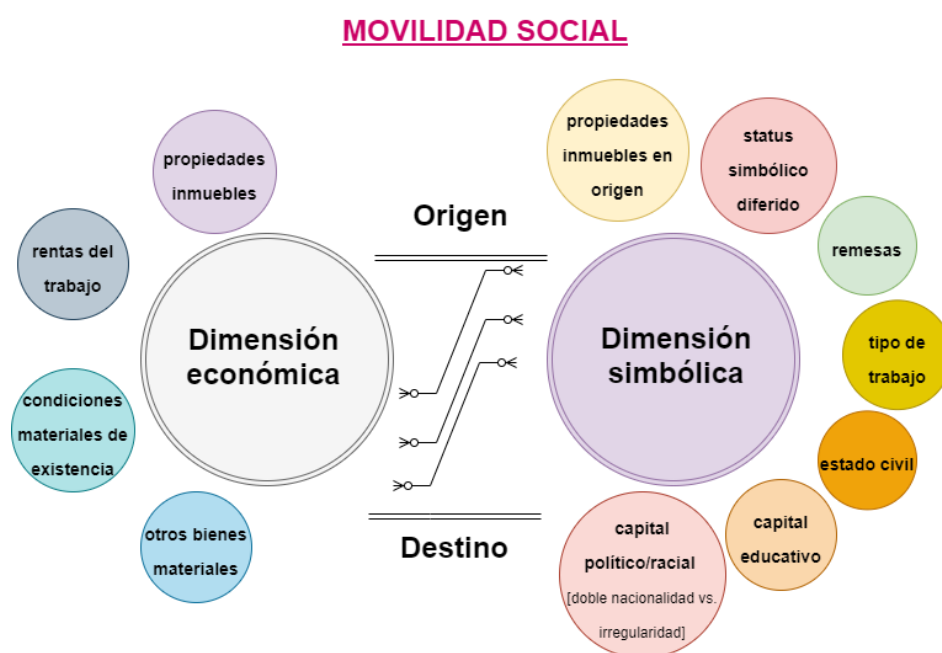 MOVILIDAD SOCIAL
propiedades
inmuebles
rentas del
trabajo
Dimensión
económica
condiciones
materiales de
existencia
otros bienes
materiales
Origen
Destino
propiedades
inmuebles en
origen
status
simbólico
diferido
remesas
Dimensión
simbólica
tipo de
trabajo
estado civil
capital
educativo
capital
político/racial
[doble nacionalidad vs.
irregularidad]